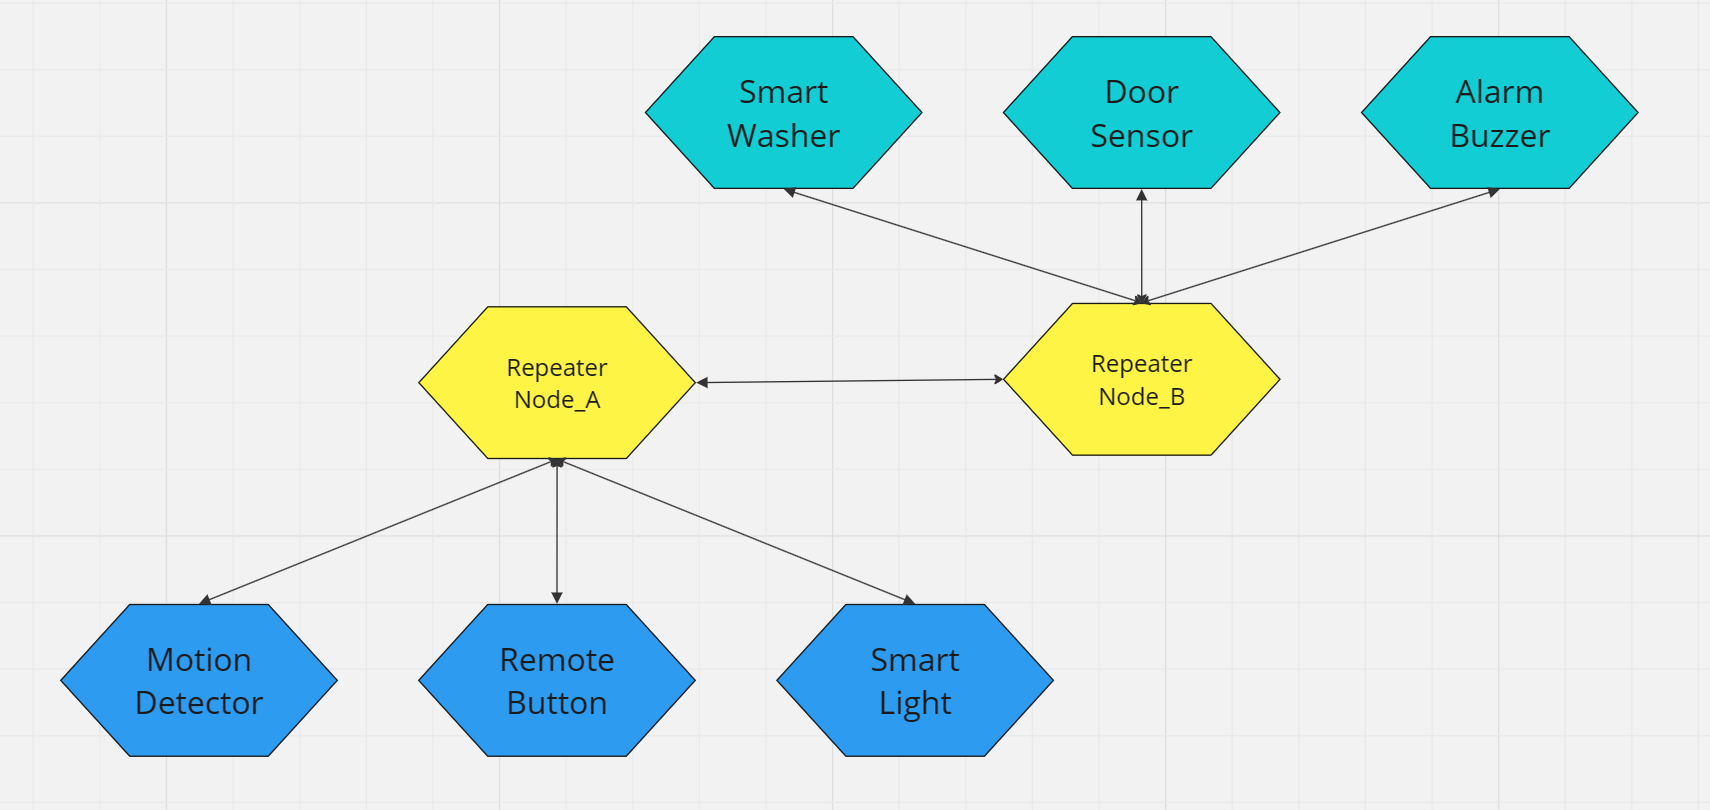 Smart
Washer
Door
Sensor
Alarm
Buzzer
Repeater
Node_A
Repeater
Node_B
Motion
Detector
Remote
Button
Smart
Light